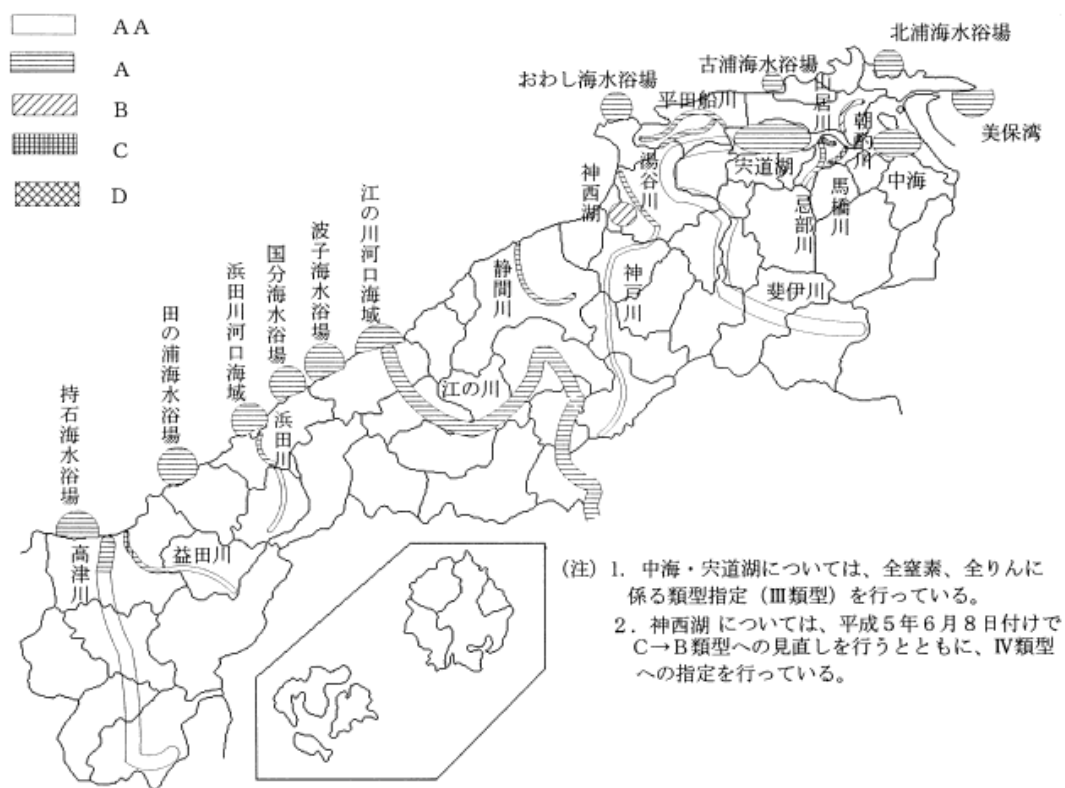 AA
A
B
C
D
北浦海水浴場
古浦海水浴場
おわし海水浴場
平田船川
山居川
朝酌川
美保湾
宍道湖
中海
湯谷川
神西湖
馬橋川
忌部川
斐伊川
神戸川
静間川
江の川
江の川河口海域
波子海水浴場
国分海水浴場
浜田川河口海域
田の浦海水浴場
持石海水浴場
浜田川
益田川
高津川
(注) 1. 中海・宍道湖については、全窒素、全りんに
係る類型指定(Ⅲ類型)を行っている。
2. 神西湖 については、平成5年6月8日付けで
C→B類型への見直しを行うとともに、Ⅳ類型
への指定を行っている。